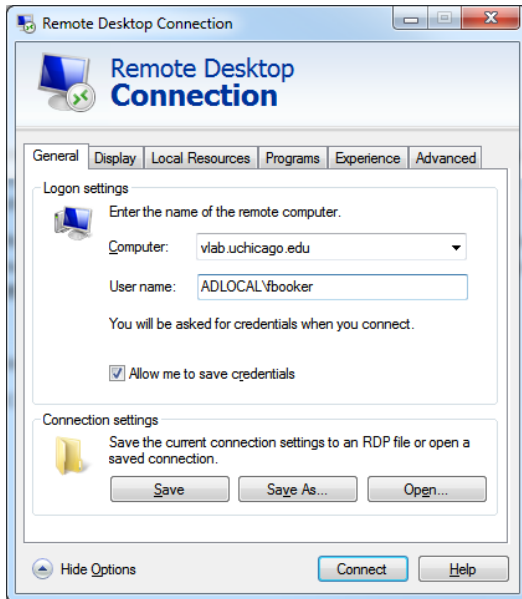 Remote Desktop Connection
Remote Desktop
Connection
General Display Local Resources Programs Experience Advanced
Logon settings
Enter the name of the remote computer.
Computer: vlab.uchicago.edu
User name: ADLOCAL\fbooker
You will be asked for credentials when you connect.
Allow me to save credentials
Connection settings
Save the current connection settings to an RDP file or open a
saved connection.
Save Save As... Open...
Hide Options Connect Help